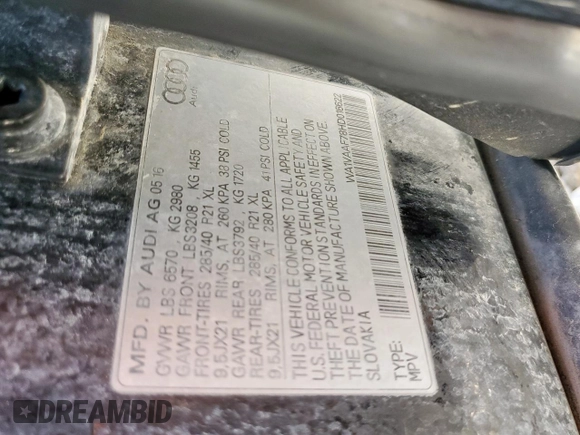 Audi
MFD. BY AUDI AG 05 16
GVWR LBS 6570 KG 2980
GAWR FRONT LBS3208, KG 1455
FRONT-TIRES 285/40 R21 XL
9,5JX21 RIMS, AT 260 KPA 38 PSI. COLD
GAWR REAR LBS3792 KG 1720
REAR-TIRES 285/40 R21 XL
9,5JX21 RIMS, AT 280 KPA 41 PSI. COLD
THIS VEHICLE CONFORMS TO ALL APPLICABLE
U.S. FEDERAL MOTOR VEHICLE SAFETY AND
THEFT PREVENTION STANDARDS IN EFFECT ON
THE DATE OF MANUFACTURE SHOWN ABOVE.
SLOVAKIA
TYPE:
MPV
DREAMBID